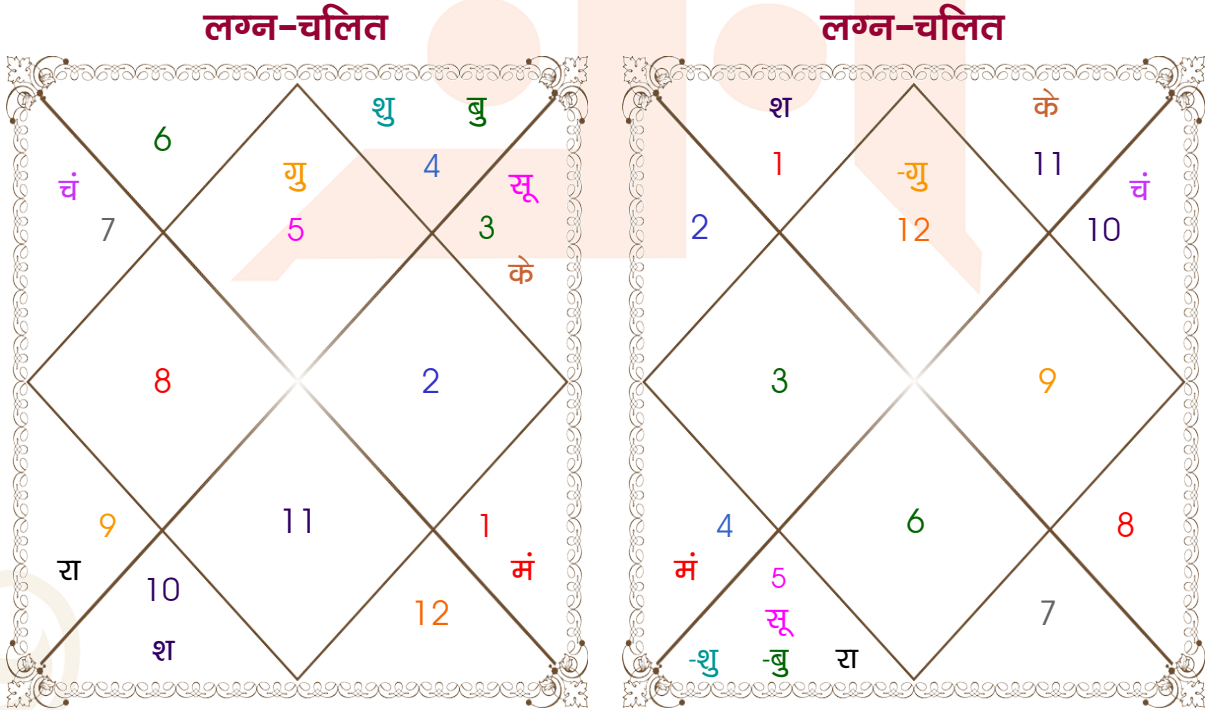 लग्न-चलित
शु बु
6
गु
4
चं
सू
7
5
3
के
8
2
9
11
1
रा
10
मं
12
श
लग्न-चलित
श
के
1
-गु
11
चं
2
12
10
3
9
4
6
8
मं
5
7
सू
-शु -बु रा